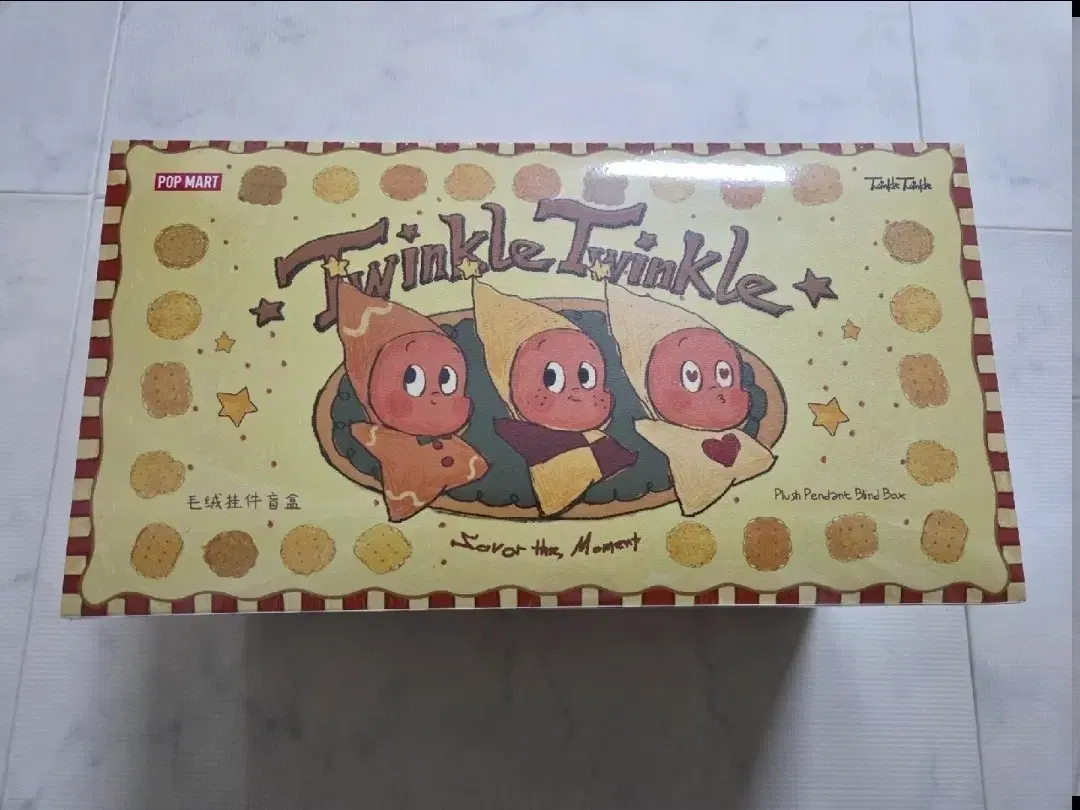 POP MART
Twinkle Twinkle
Twinkle Twinkle
毛绒挂件盲盒
Plush Pendant Blind Box
Savor the Moment